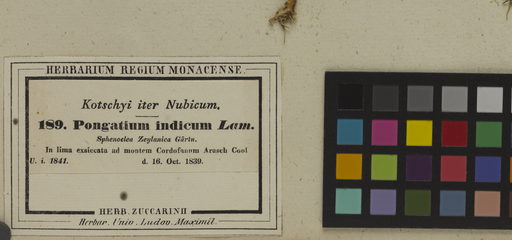 HERBARIUM REGIUM MONACENSE.
Kotschyi iter Nubicum.
189. Pongatium indicum Lam.
Sphenoclea Zeylanica Gärtn.
In lima exsiccata ad montem Cordofanum Arasch Cool
U. i. 1841. d. 16. Oct. 1839.
HERB. ZUCCARINII
Herbar. Univ. Ludov. Maximil.